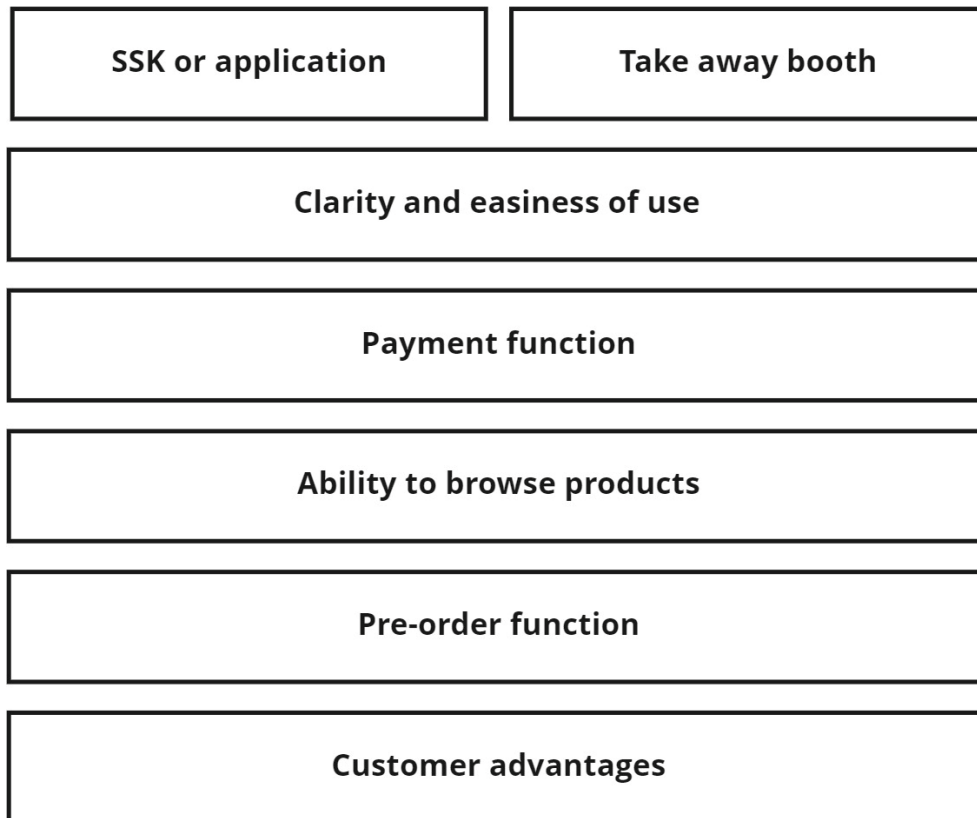 SSK or application
Take away booth
Clarity and easiness of use
Payment function
Ability to browse products
Pre-order function
Customer advantages